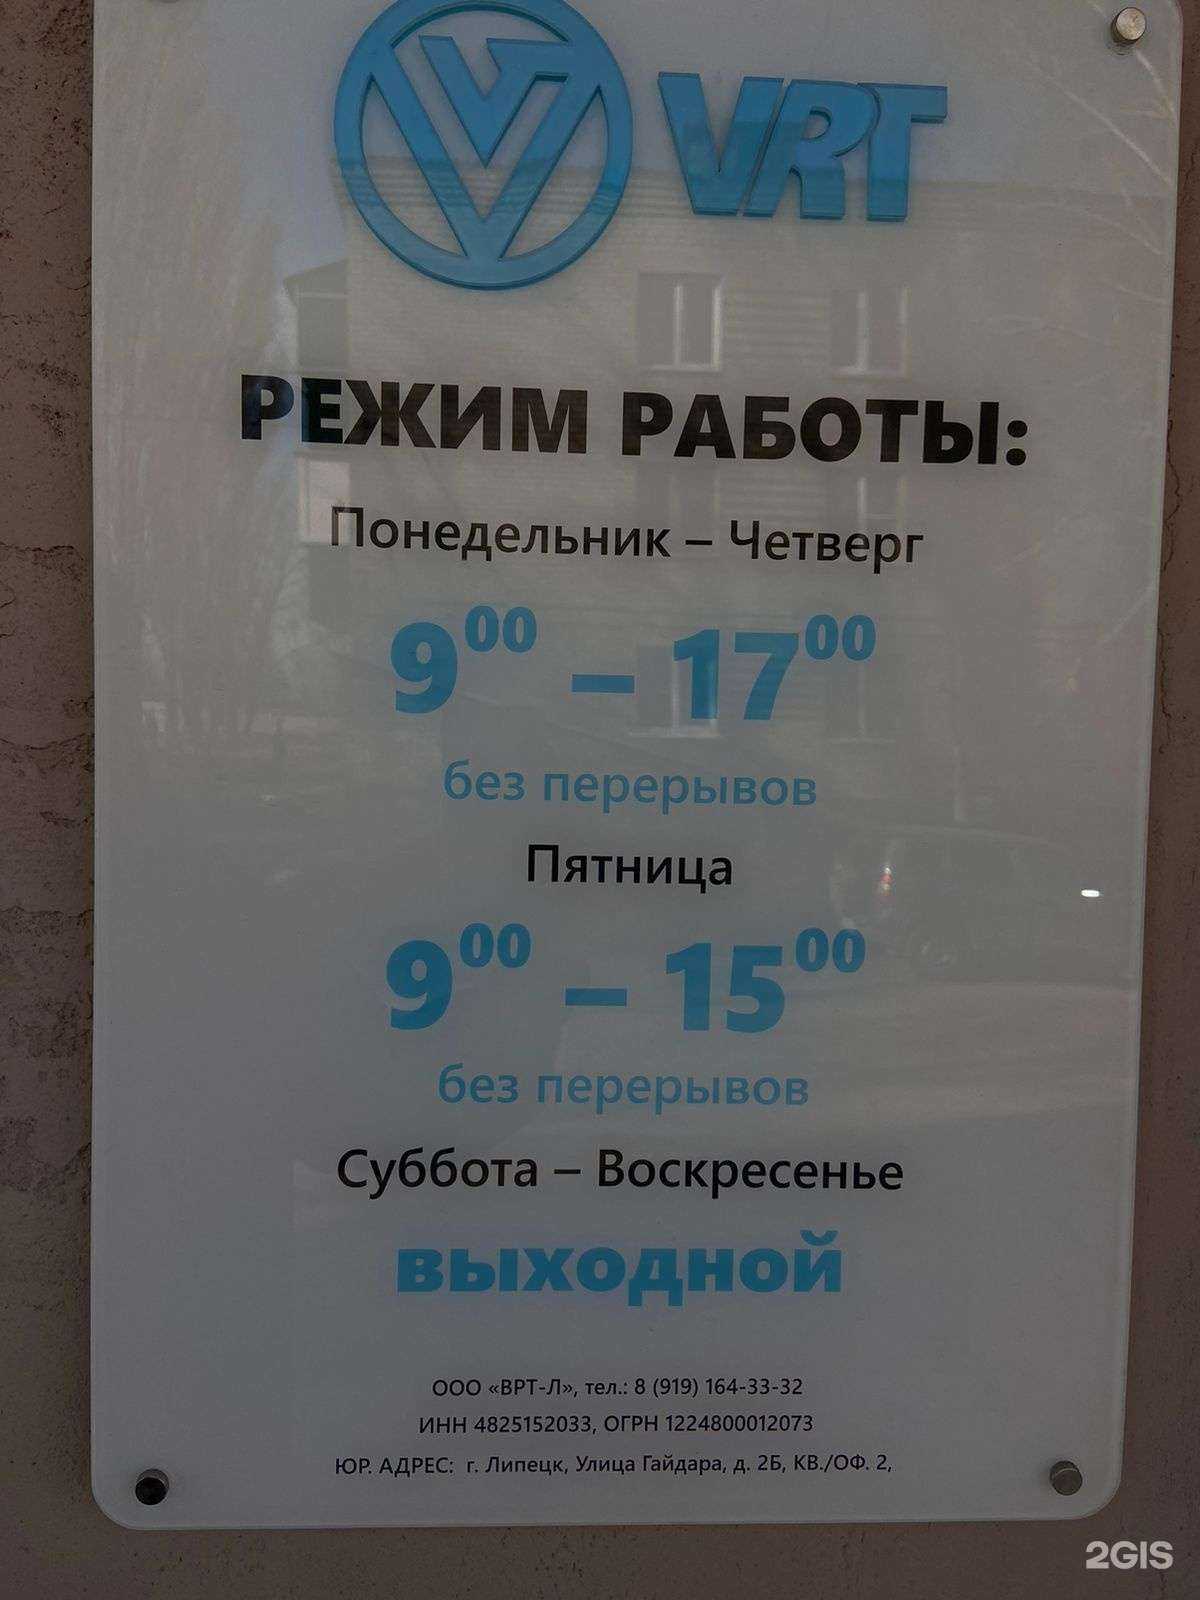 VRT
РЕЖИМ РАБОТЫ:
Понедельник – Четверг
9⁰⁰ – 17⁰⁰
без перерывов
Пятница
9⁰⁰ – 15⁰⁰
без перерывов
Суббота – Воскресенье
выходной
ООО «ВРТ-Л», тел.: 8 (919) 164-33-32
ИНН 4825152033, ОГРН 1224800012073
ЮР. АДРЕС: г. Липецк, Улица Гайдара, д. 2Б, КВ./ОФ. 2,
2GIS